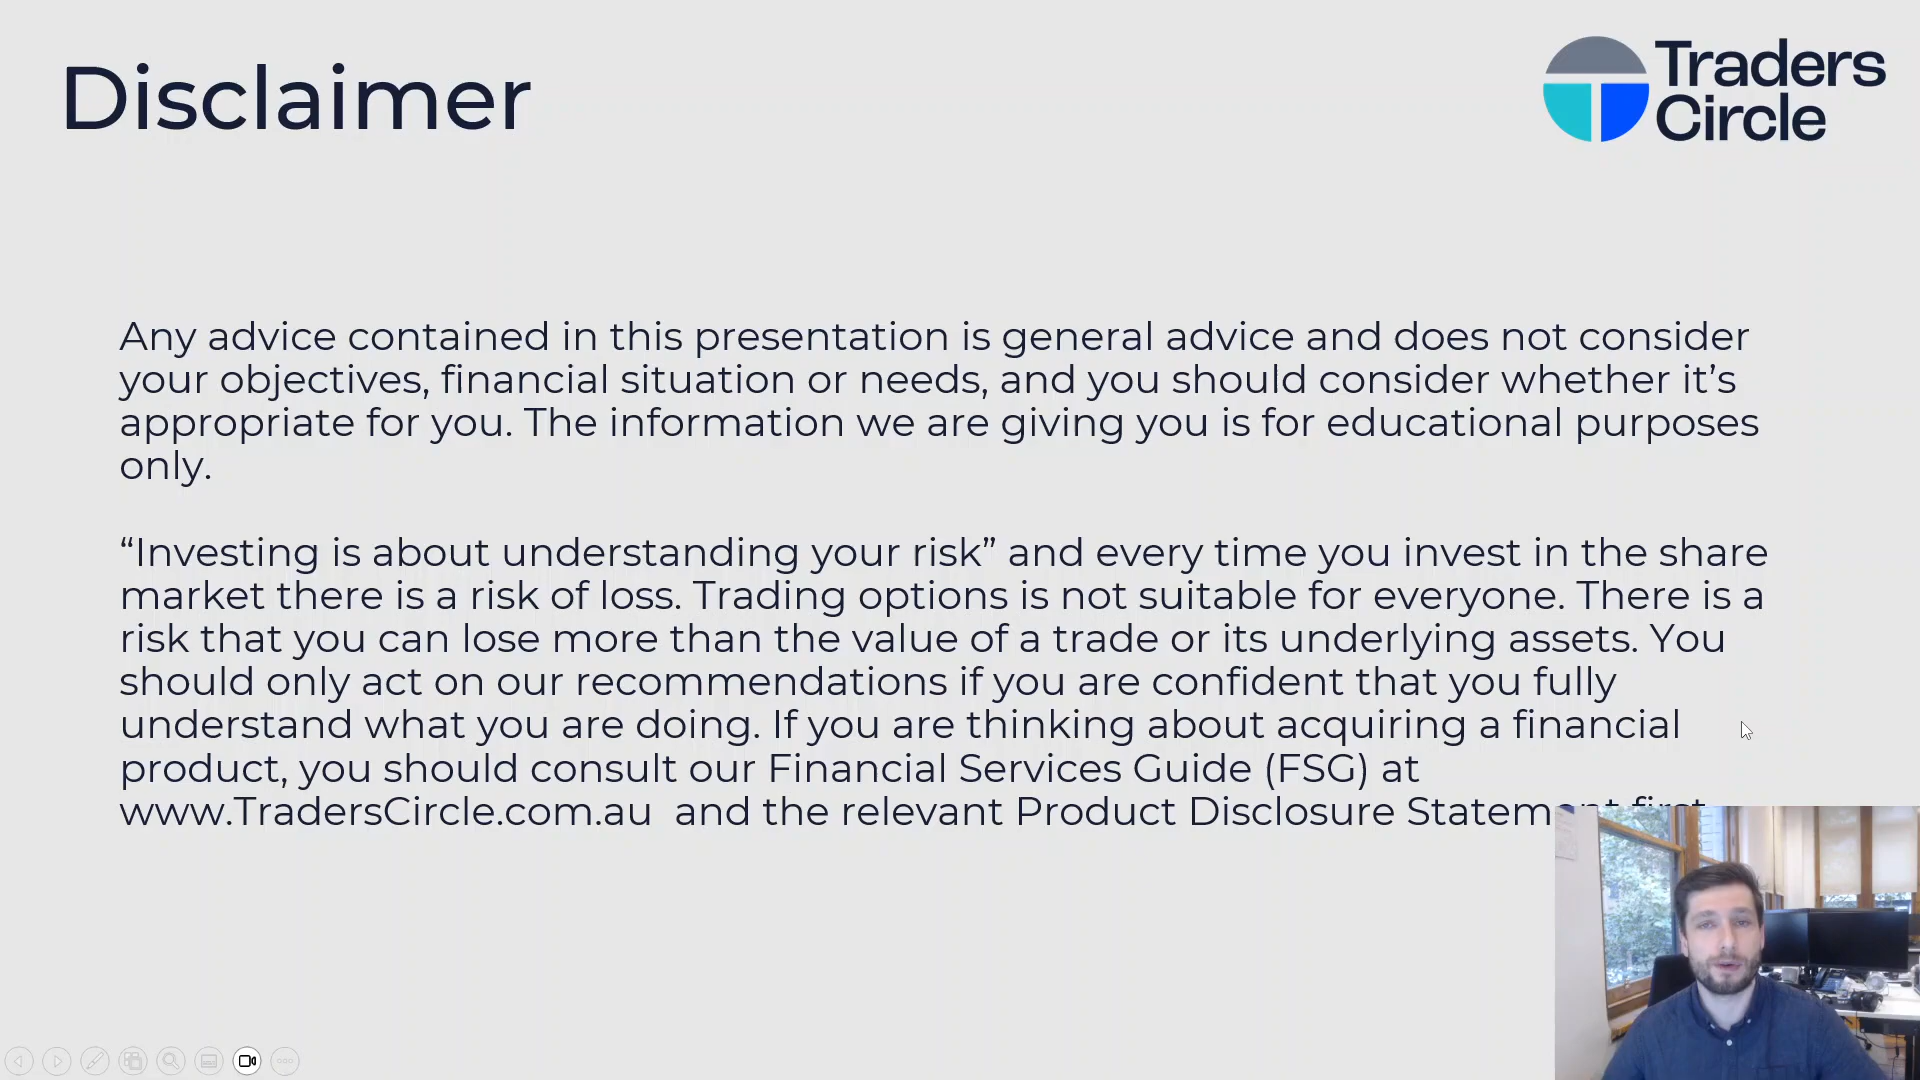 Disclaimer
Traders
Circle
Any advice contained in this presentation is general advice and does not consider
your objectives, financial situation or needs, and you should consider whether it’s
appropriate for you. The information we are giving you is for educational purposes
only.
“Investing is about understanding your risk” and every time you invest in the share
market there is a risk of loss. Trading options is not suitable for everyone. There is a
risk that you can lose more than the value of a trade or its underlying assets. You
should only act on our recommendations if you are confident that you fully
understand what you are doing. If you are thinking about acquiring a financial
product, you should consult our Financial Services Guide (FSG) at
www.TradersCircle.com.au and the relevant Product Disclosure Statement first